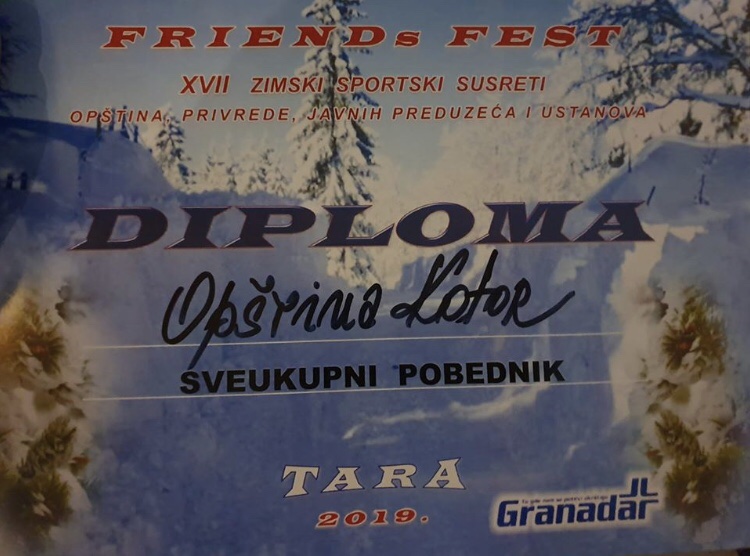 FRIENDs FEST
XVII ZIMSKI SPORTSKI SUSRETI
OPŠTINA, PRIVREDE, JAVNIH PREDUZEĆA I USTANOVA
DIPLOMA
Opština Kotor
SVEUKUPNI POBEDNIK
TARA
2019.
Granadar